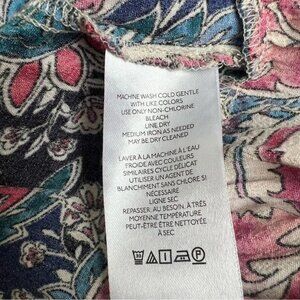 MACHINE WASH COLD GENTLE
WITH LIKE COLORS
USE ONLY NON-CHLORINE
BLEACH
LINE DRY
MEDIUM IRON AS NEEDED
MAY BE DRY CLEANED
LAVER À LA MACHINE À L'EAU
FROIDE AVEC COULEURS
SIMILAIRES CYCLE DÉLICAT
UTILISER UN AGENT DE
BLANCHIMENT SANS CHLORE SI
NÉCESSAIRE
LIGNE SEC
REPASSER, AU BESOIN, À TRÈS
MOYENNE TEMPÉRATURE
PEUT-ÊTRE ÊTRE NETTOYÉE
À SEC
30
P